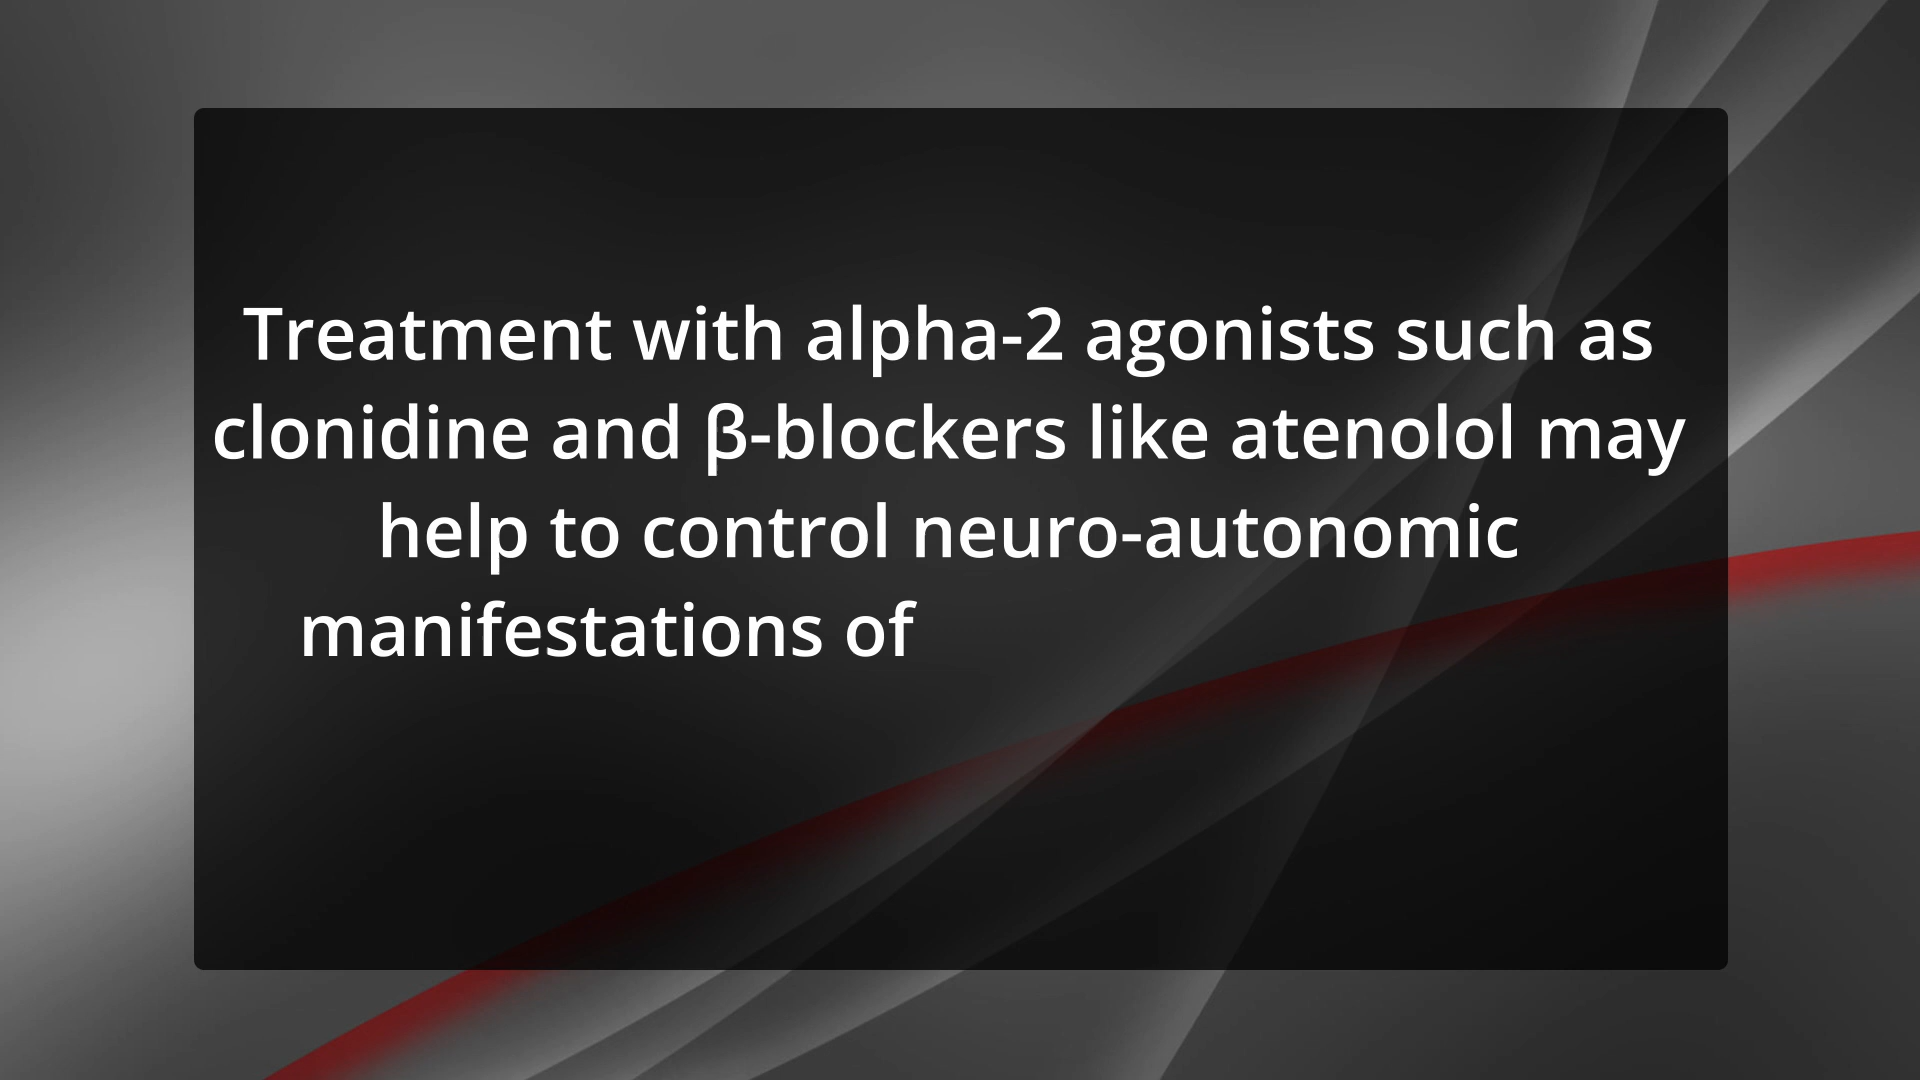 Treatment with alpha-2 agonists such as
clonidine and β-blockers like atenolol may
help to control neuro-autonomic
manifestations of